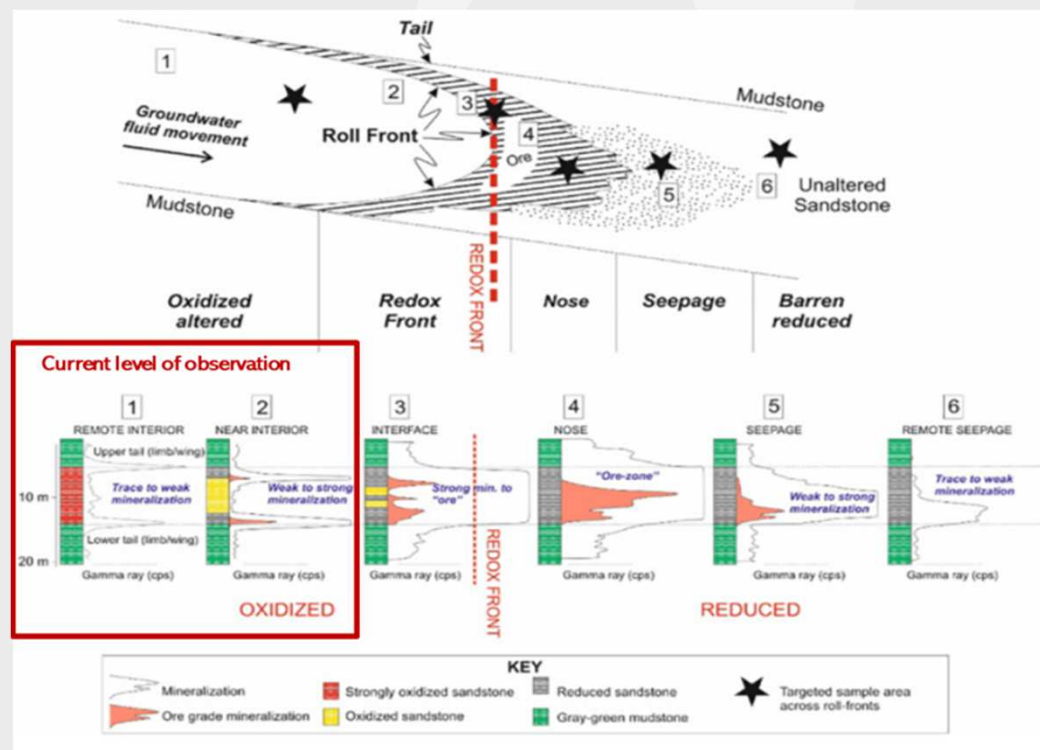 Tail
1
2
3
4
5
6
Groundwater
fluid movement
Roll Front
Ore
Mudstone
Mudstone
Unaltered
Sandstone
REDOX FRONT
Oxidized
altered
Redox
Front
Nose
Seepage
Barren
reduced
Current level of observation
1
REMOTE INTERIOR
Upper tail (limb/wing)
Trace to weak
mineralization
10 m
Lower tail (limb/wing)
20 m
Gamma ray (cps)
2
NEAR INTERIOR
Weak to strong
mineralization
Gamma ray (cps)
OXIDIZED
3
INTERFACE
Strong min. to
"ore"
Gamma ray (cps)
REDOX FRONT
4
NOSE
"Ore-zone"
Gamma ray (cps)
5
SEEPAGE
Weak to strong
mineralization
Gamma ray (cps)
6
REMOTE SEEPAGE
Trace to weak
mineralization
Gamma ray (cps)
REDUCED
KEY
Mineralization
Ore grade mineralization
Strongly oxidized sandstone
Oxidized sandstone
Reduced sandstone
Gray-green mudstone
Targeted sample area
across roll-fronts